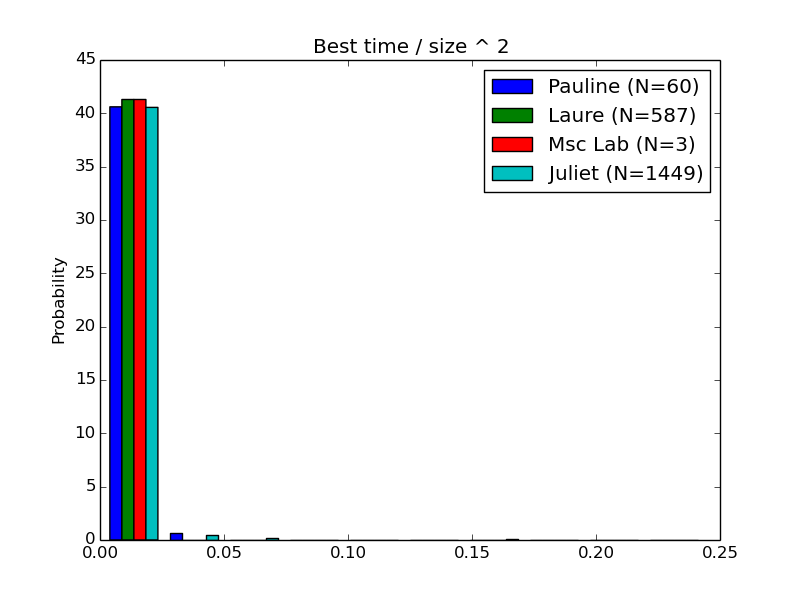 Best time / size ^ 2
45
40
35
30
25
20
15
10
5
0
Probability
Pauline (N=60)
Laure (N=587)
Msc Lab (N=3)
Juliet (N=1449)
0.00 0.05 0.10 0.15 0.20 0.25